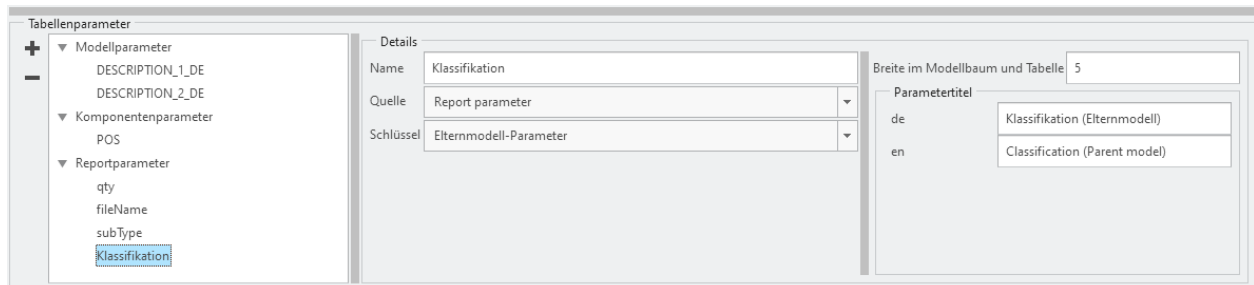 Tabellenparameter
Modellparameter
DESCRIPTION_1_DE
DESCRIPTION_2_DE
Komponentenparameter
POS
Reportparameter
qty
fileName
subType
Klassifikation
Details
Name Klassifikation
Quelle Report parameter
Schlüssel Elternmodell-Parameter
Breite im Modellbaum und Tabelle 5
Parametertitel
de Klassifikation (Elternmodell)
en Classification (Parent model)